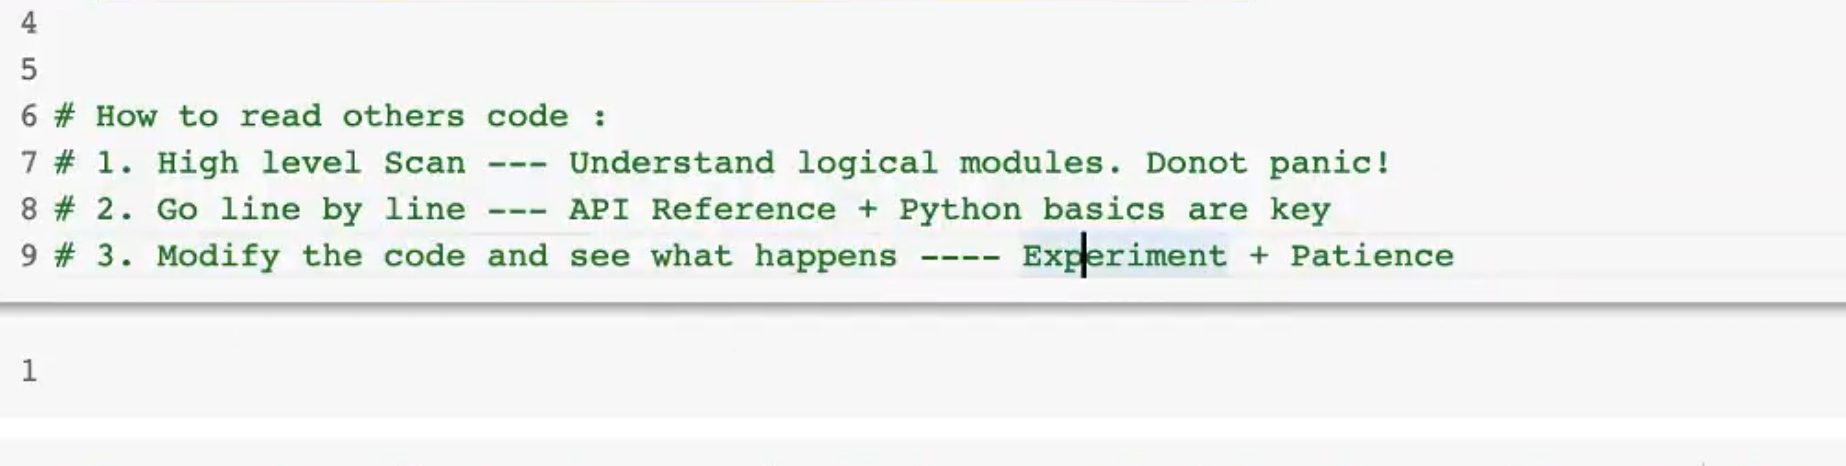 4
5
6 # How to read others code :
7 # 1. High level Scan --- Understand logical modules. Donot panic!
8 # 2. Go line by line --- API Reference + Python basics are key
9 # 3. Modify the code and see what happens ---- Experiment + Patience
1